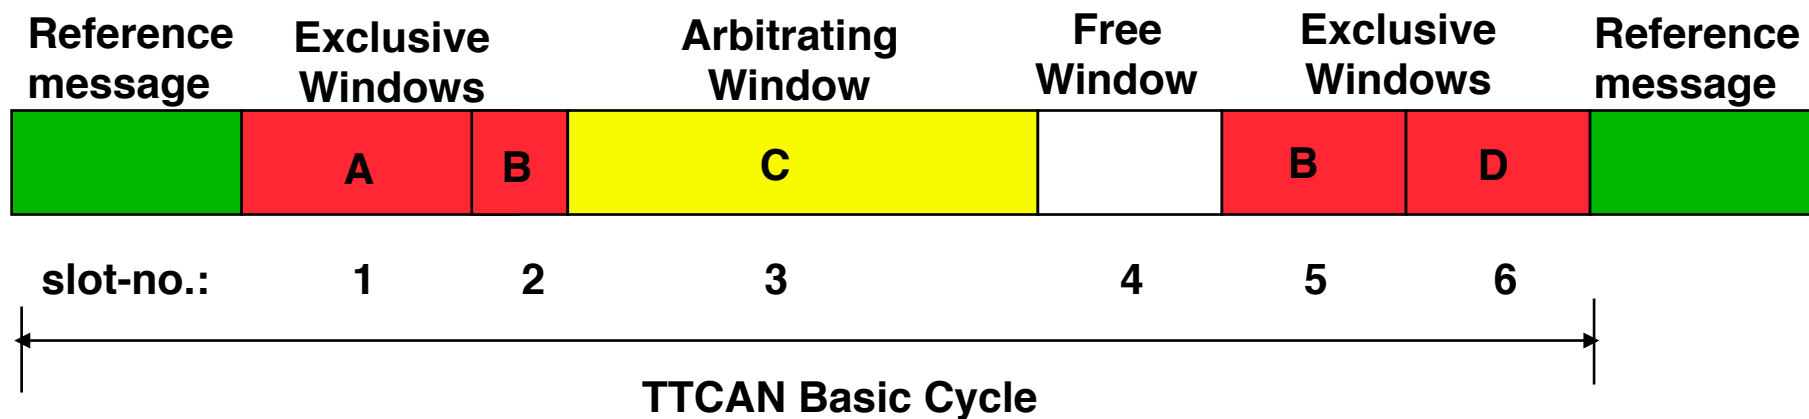 Reference
message
Exclusive
Windows
Arbitrating
Window
Free
Window
Exclusive
Windows
Reference
message
A
B
C
B
D
slot-no.: 1 2 3 4 5 6
TTCAN Basic Cycle